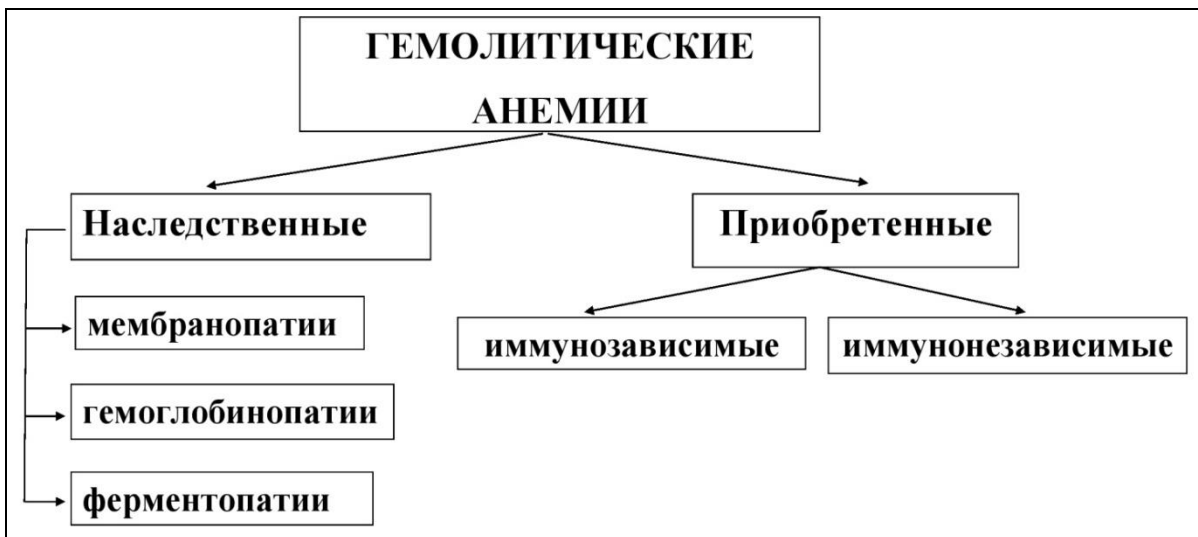 ГЕМОЛИТИЧЕСКИЕ
АНЕМИИ
Наследственные
Приобретенные
мембранопатии
иммунозависимые
иммунонезависимые
гемоглобинопатии
ферментопатии